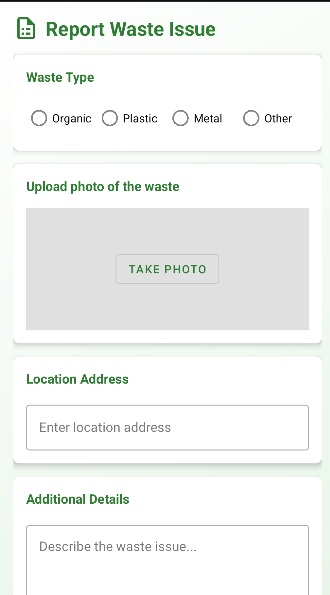 Report Waste Issue
Waste Type
Organic Plastic Metal Other
Upload photo of the waste
TAKE PHOTO
Location Address
Enter location address
Additional Details
Describe the waste issue...